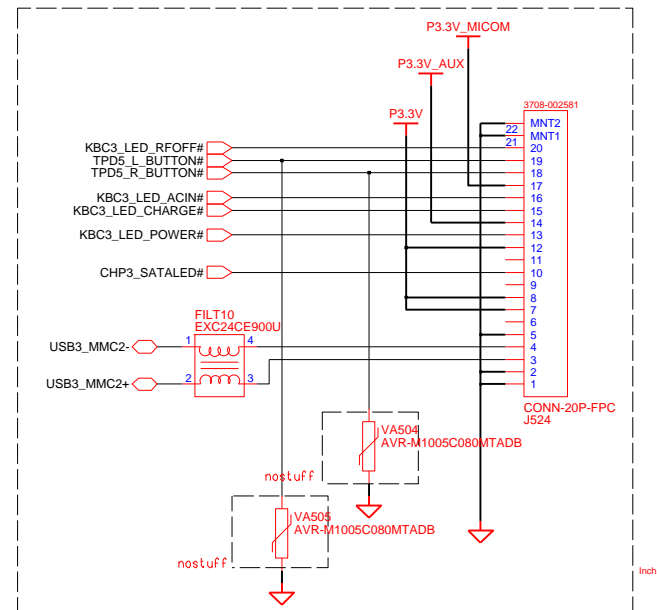 P3.3V_MICOM
P3.3V_AUX
P3.3V
3708-002581
MNT2
22 MNT1
21
KBC3_LED_RFOFF# 20
TPD5_L_BUTTON# 19
TPD5_R_BUTTON# 18
17
KBC3_LED_ACIN# 16
KBC3_LED_CHARGE# 15
14
KBC3_LED_POWER# 13
12
11
CHP3_SATALED# 10
9
8
7
6
FILT10
EXC24CE900U
5
USB3_MMC2- 1 4 4
3
USB3_MMC2+ 2 3 2
1
CONN-20P-FPC
J524
VA504
AVR-M1005C080MTADB
nostuff
VA505
AVR-M1005C080MTADB
nostuff
Inch